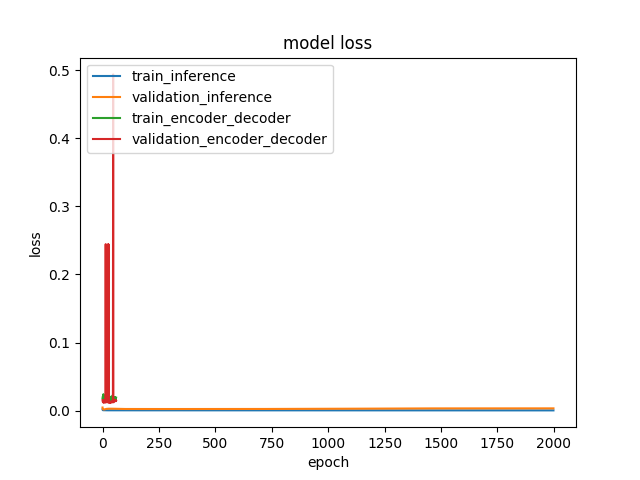 model loss
train_inference
validation_inference
train_encoder_decoder
validation_encoder_decoder
0.5
0.4
0.3
0.2
0.1
0.0
loss
0 250 500 750 1000 1250 1500 1750 2000
epoch